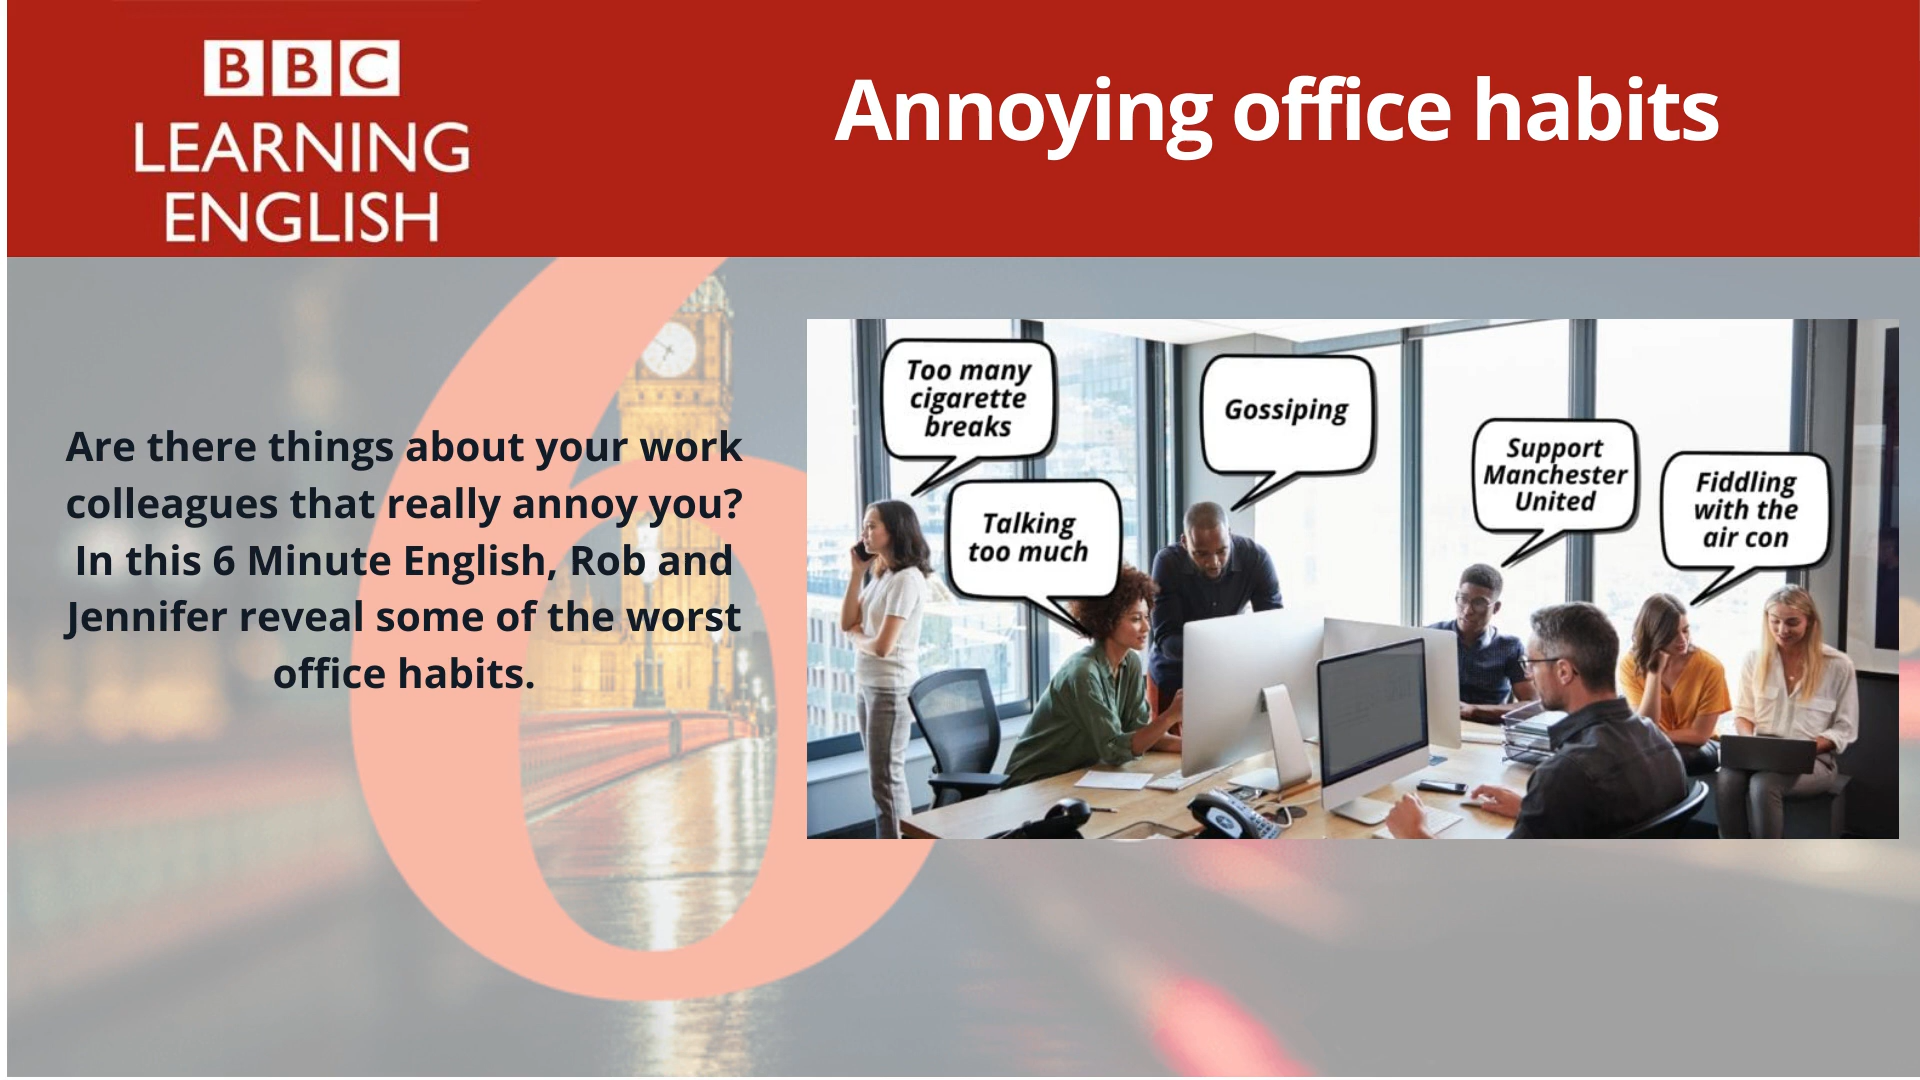 BBC
LEARNING
ENGLISH
Annoying office habits
Are there things about your work
colleagues that really annoy you?
In this 6 Minute English, Rob and
Jennifer reveal some of the worst
office habits.
6
Too many
cigarette
breaks
Talking
too much
Gossiping
Support
Manchester
United
Fiddling
with the
air con